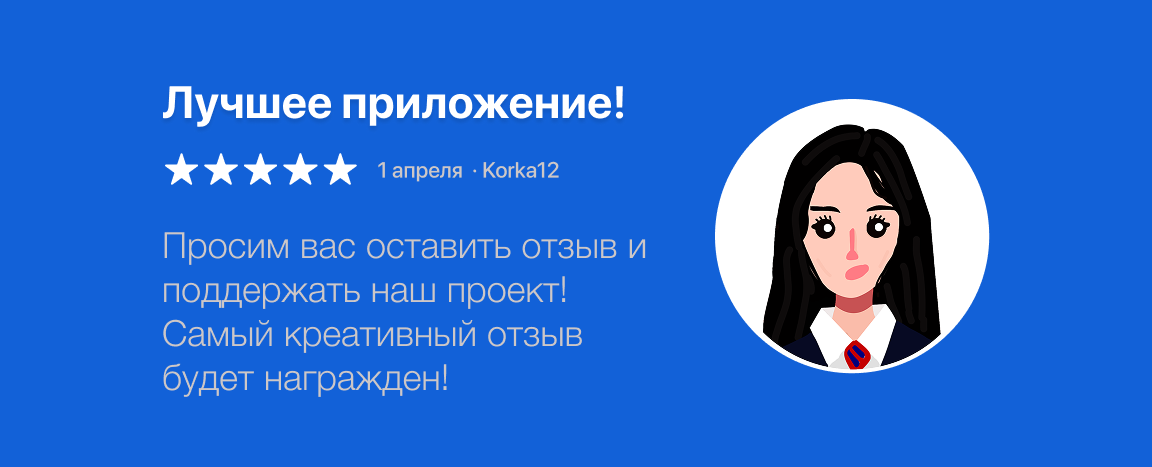 Лучшее приложение!
1 апреля · Korka12
Просим вас оставить отзыв и
поддержать наш проект!
Самый креативный отзыв
будет награжден!